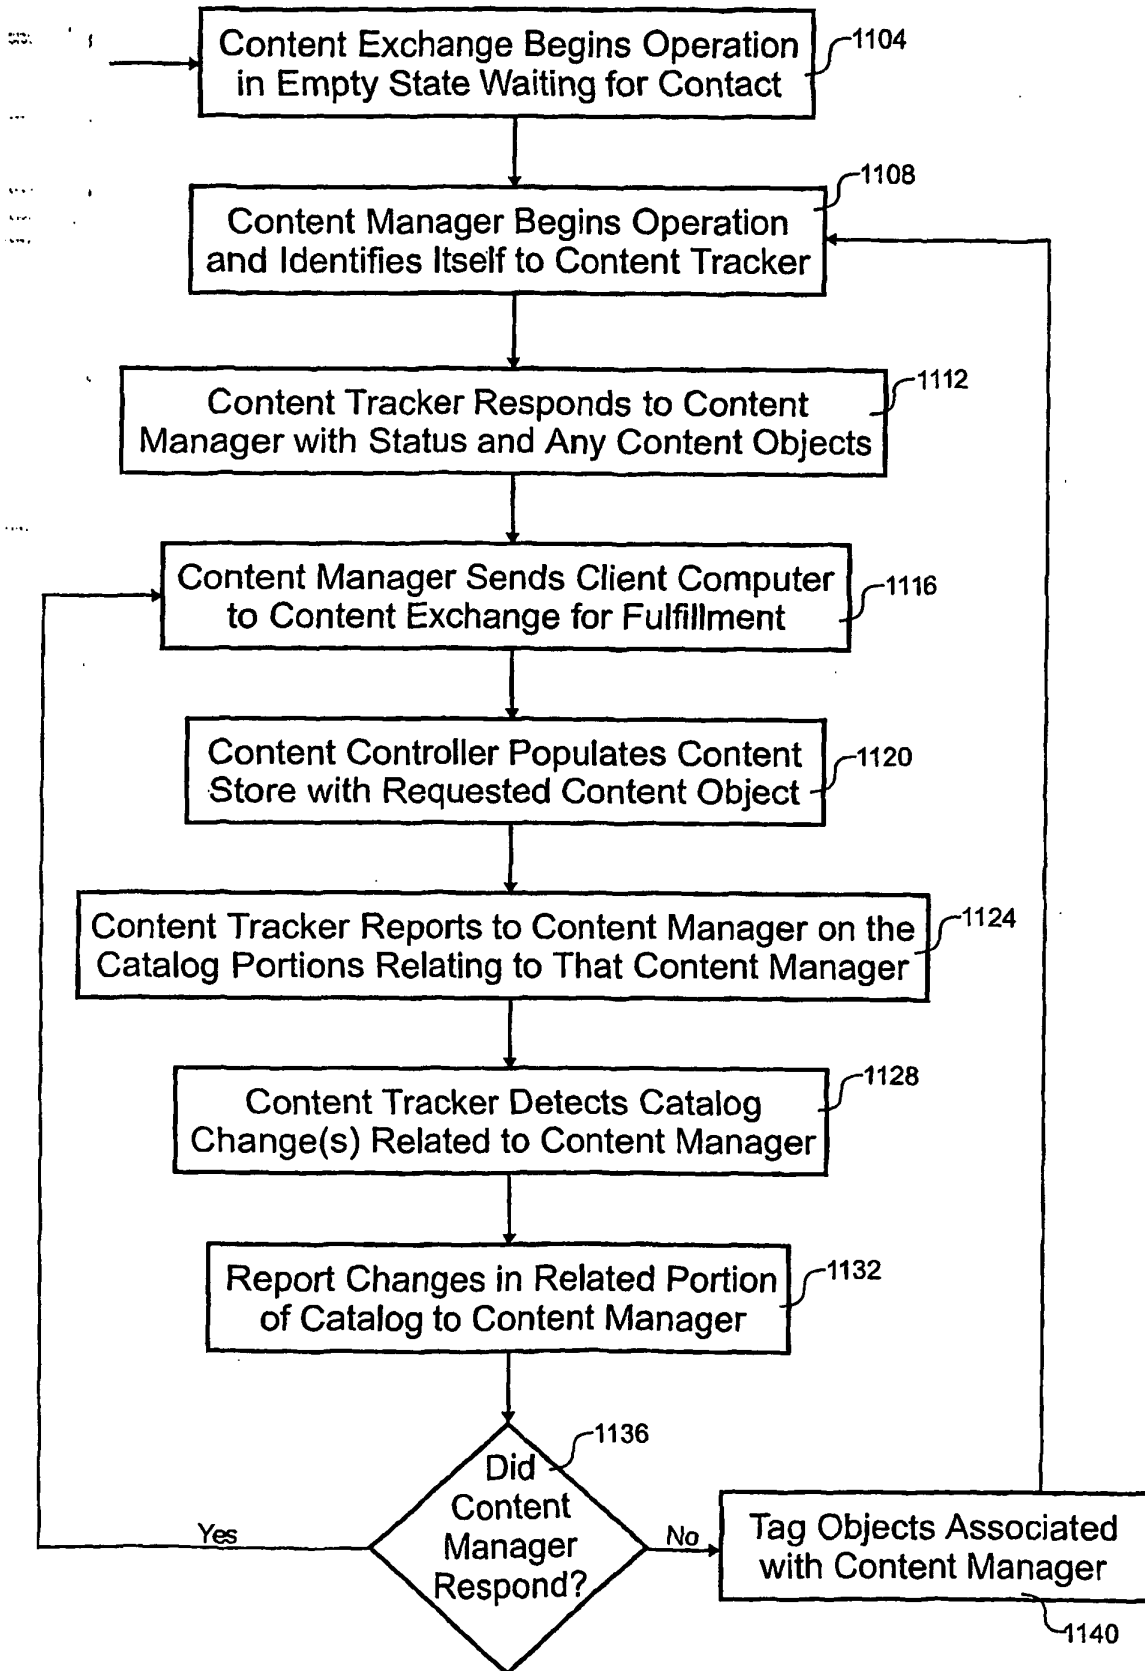 Content Exchange Begins Operation
in Empty State Waiting for Contact
1104
Content Manager Begins Operation
and Identifies Itself to Content Tracker
1108
Content Tracker Responds to Content
Manager with Status and Any Content Objects
1112
Content Manager Sends Client Computer
to Content Exchange for Fulfillment
1116
Content Controller Populates Content
Store with Requested Content Object
1120
Content Tracker Reports to Content Manager on the
Catalog Portions Relating to That Content Manager
1124
Content Tracker Detects Catalog
Change(s) Related to Content Manager
1128
Report Changes in Related Portion
of Catalog to Content Manager
1132
Did
Content
Manager
Respond?
1136
Yes
No
Tag Objects Associated
with Content Manager
1140